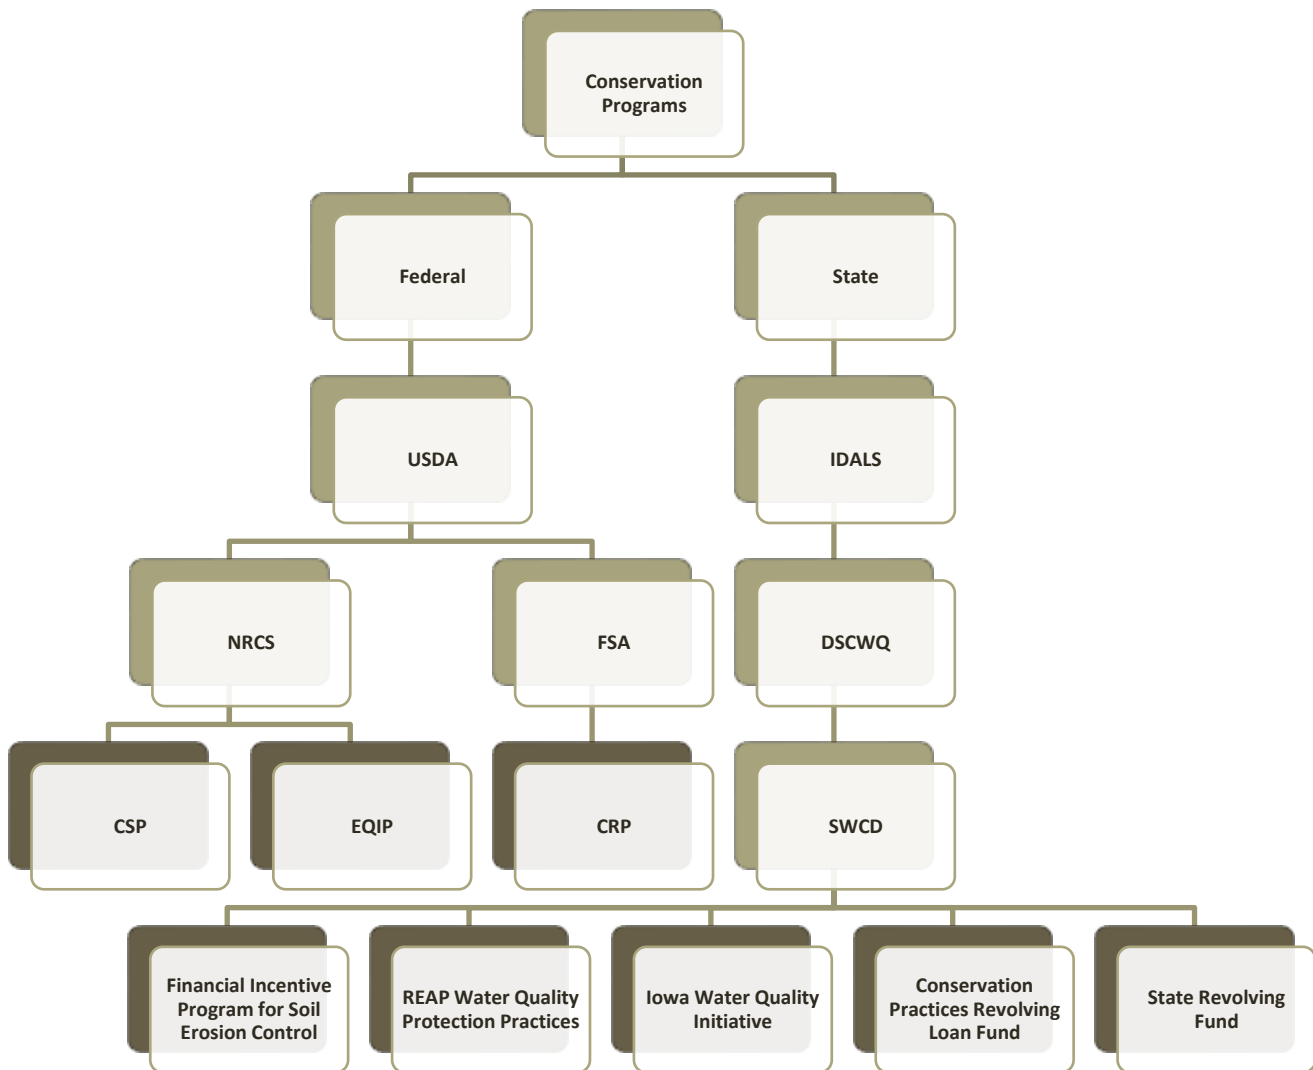 Conservation
Programs
Federal
State
USDA
IDALS
NRCS
FSA
DSCWQ
CSP
EQIP
CRP
SWCD
Financial Incentive
Program for Soil
Erosion Control
REAP Water Quality
Protection Practices
Iowa Water Quality
Initiative
Conservation
Practices Revolving
Loan Fund
State Revolving
Fund